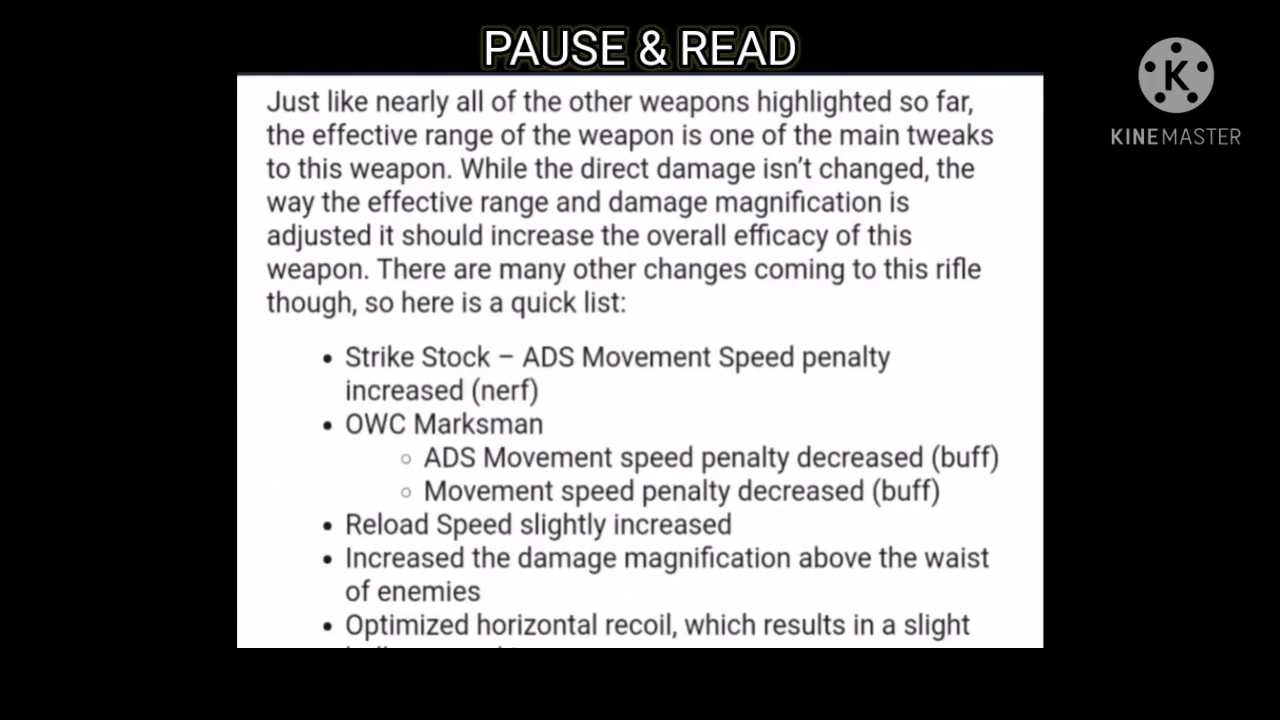 PAUSE & READ
KINEMASTER
Just like nearly all of the other weapons highlighted so far,
the effective range of the weapon is one of the main tweaks
to this weapon. While the direct damage isn't changed, the
way the effective range and damage magnification is
adjusted it should increase the overall efficacy of this
weapon. There are many other changes coming to this rifle
though, so here is a quick list:
• Strike Stock – ADS Movement Speed penalty
increased (nerf)
• OWC Marksman
○ ADS Movement speed penalty decreased (buff)
○ Movement speed penalty decreased (buff)
• Reload Speed slightly increased
• Increased the damage magnification above the waist
of enemies
• Optimized horizontal recoil, which results in a slight